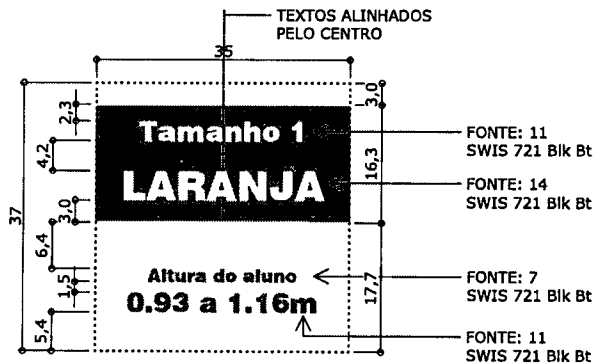 TEXTOS ALINHADOS
PELO CENTRO
35
37
2,3
4,2
3,0
6,4
1,5
5,4
3,0
16,3
17,7
Tamanho 1
LARANJA
Altura do aluno
0.93 a 1.16m
FONTE: 11
SWIS 721 Blk Bt
FONTE: 14
SWIS 721 Blk Bt
FONTE: 7
SWIS 721 Blk Bt
FONTE: 11
SWIS 721 Blk Bt